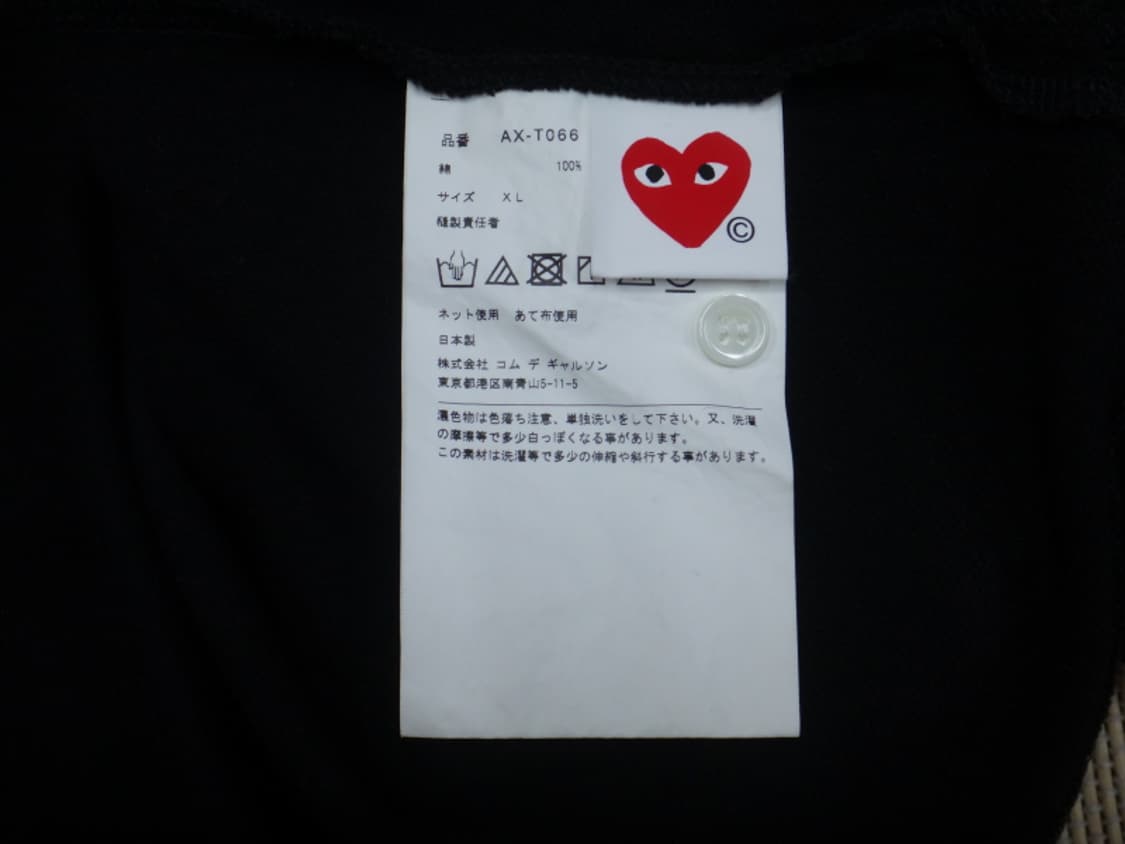 品番 AX-T066
綿 100%
サイズ XL
縫製責任者
ネット使用 あて布使用
日本製
株式会社 コム デ ギャルソン
東京都港区南青山5-11-5
濃色物は色落ち注意、単独洗いをして下さい。又、洗濯
の摩擦等で多少白っぽくなる事があります。
この素材は洗濯等で多少の伸縮や斜行する事があります。
©